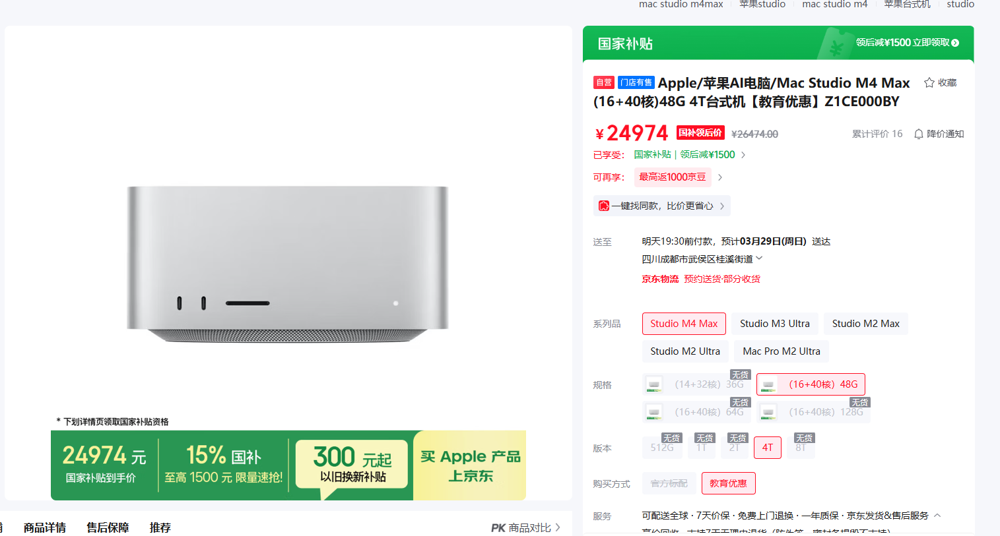 mac studio m4max
苹果studio
mac studio m4
苹果台式机
studio
国家补贴
领后减¥1500 立即领取
自营 门店有售 Apple/苹果AI电脑/Mac Studio M4 Max
(16+40核)48G 4T台式机【教育优惠】Z1CE000BY
收藏
¥24974 国补领后价 ¥26474.00
累计评价 16
降价通知
已享受： 国家补贴 | 领后减¥1500
可再享： 最高返1000京豆
一键找同款，比价更省心
送至 明天19:30前付款，预计03月29日(周日) 送达
四川成都市武侯区桂溪街道
京东物流 预约送货·部分收货
系列品 Studio M4 Max Studio M3 Ultra Studio M2 Max
Studio M2 Ultra Mac Pro M2 Ultra
规格 （14+32核）36G 无货 （16+40核）48G
（16+40核）64G 无货 （16+40核）128G 无货
版本 512G 无货 1T 无货 2T 无货 4T 8T 无货
购买方式 官方标配 教育优惠
服务 可配送全球 · 7天价保 · 免费上门退换 · 一年质保 · 京东发货&售后服务
* 下划详情页领取国家补贴资格
24974 元
国家补贴到手价
15% 国补
至高 1500 元 限量速抢!
300 元起
以旧换新补贴
买 Apple 产品
上京东
商品详情 售后保障 推荐
PK 商品对比